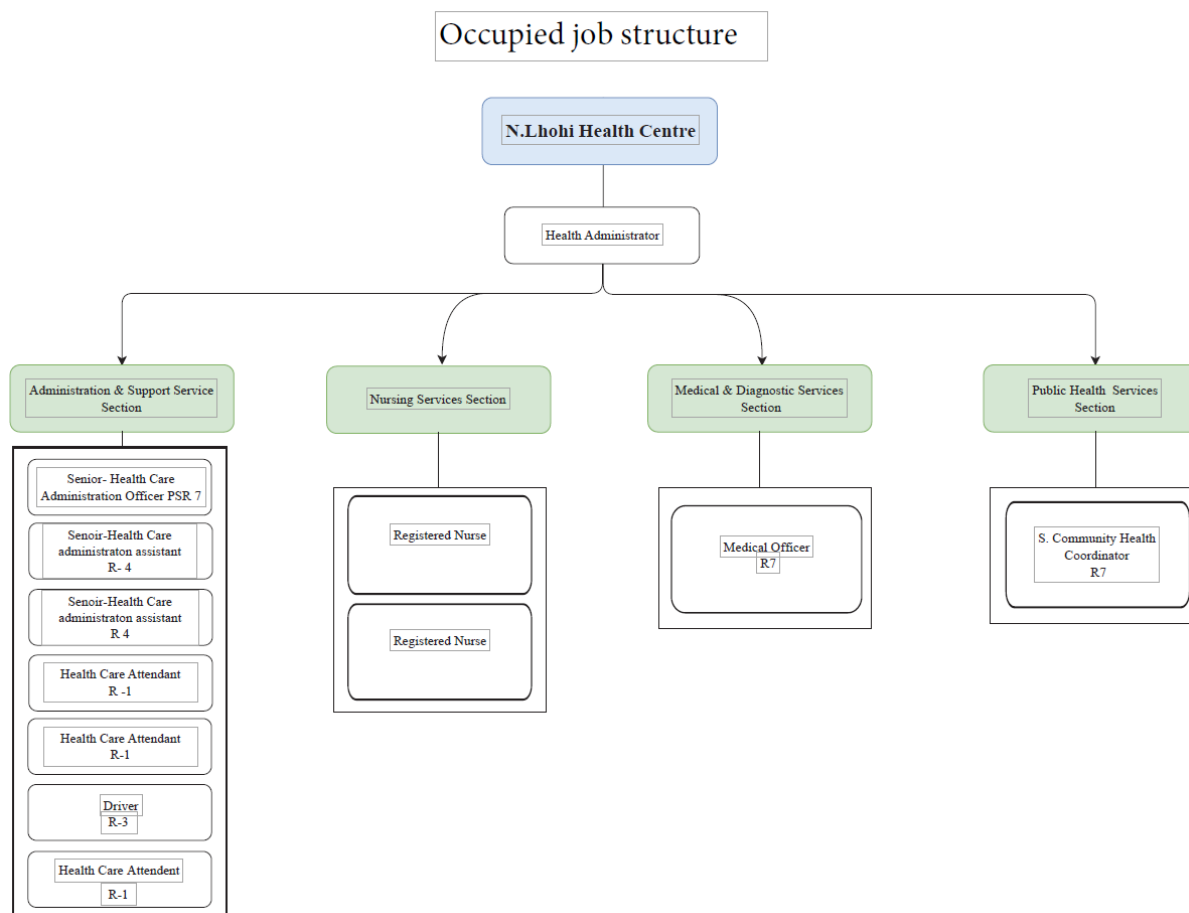 Occupied job structure
N.Lhohi Health Centre
Health Administrator
Administration & Support Service
Section
Nursing Services Section
Medical & Diagnostic Services
Section
Public Health Services
Section
Senior- Health Care
Administration Officer PSR 7
Senoir-Health Care
administraton assistant
R- 4
Senoir-Health Care
administraton assistant
R 4
Health Care Attendant
R -1
Health Care Attendant
R-1
Driver
R-3
Health Care Attendent
R-1
Registered Nurse
Registered Nurse
Medical Officer
R7
S. Community Health
Coordinator
R7